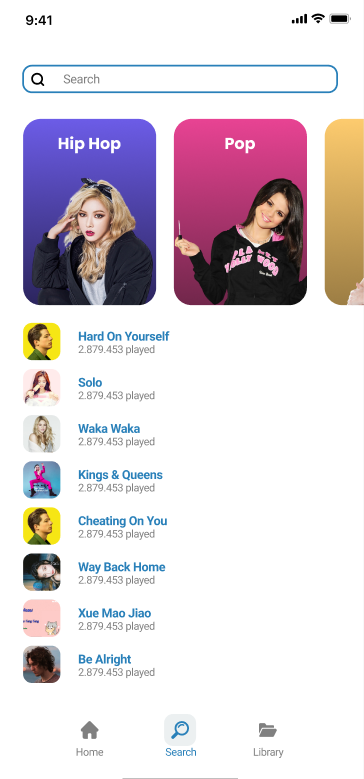 9:41
Search
Hip Hop
Pop
Hard On Yourself
2.879.453 played
Solo
2.879.453 played
Waka Waka
2.879.453 played
Kings & Queens
2.879.453 played
Cheating On You
2.879.453 played
Way Back Home
2.879.453 played
Xue Mao Jiao
2.879.453 played
Be Alright
2.879.453 played
Home
Search
Library